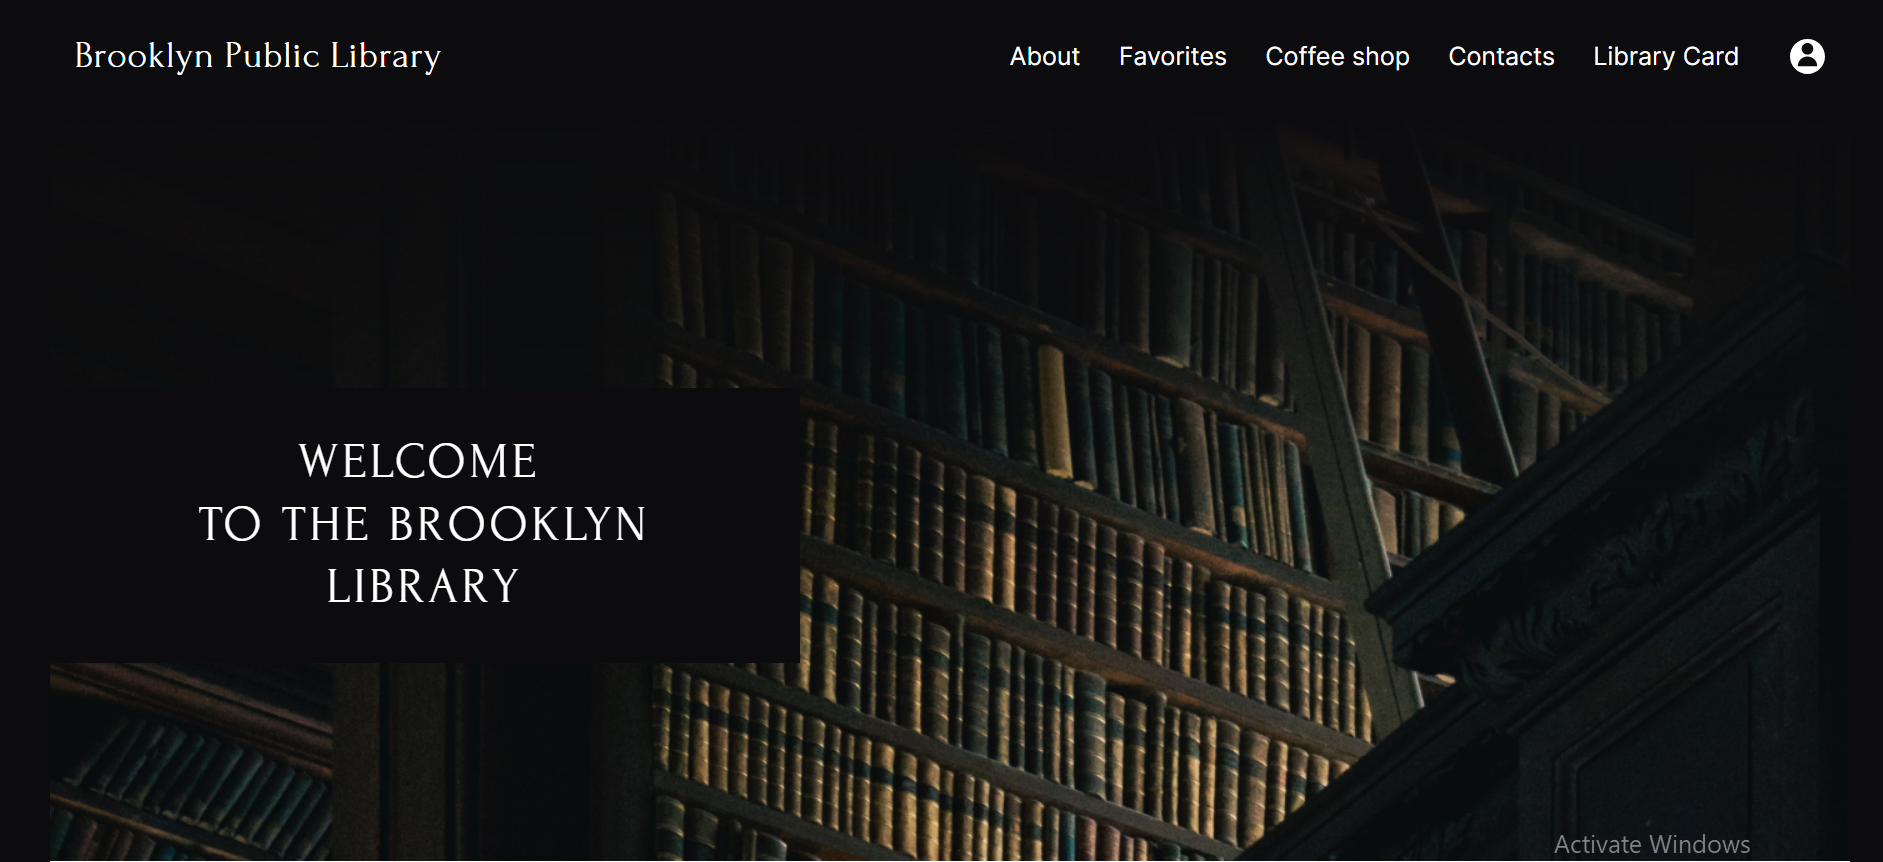 Brooklyn Public Library
About Favorites Coffee shop Contacts Library Card
WELCOME
TO THE BROOKLYN
LIBRARY
Activate Windows